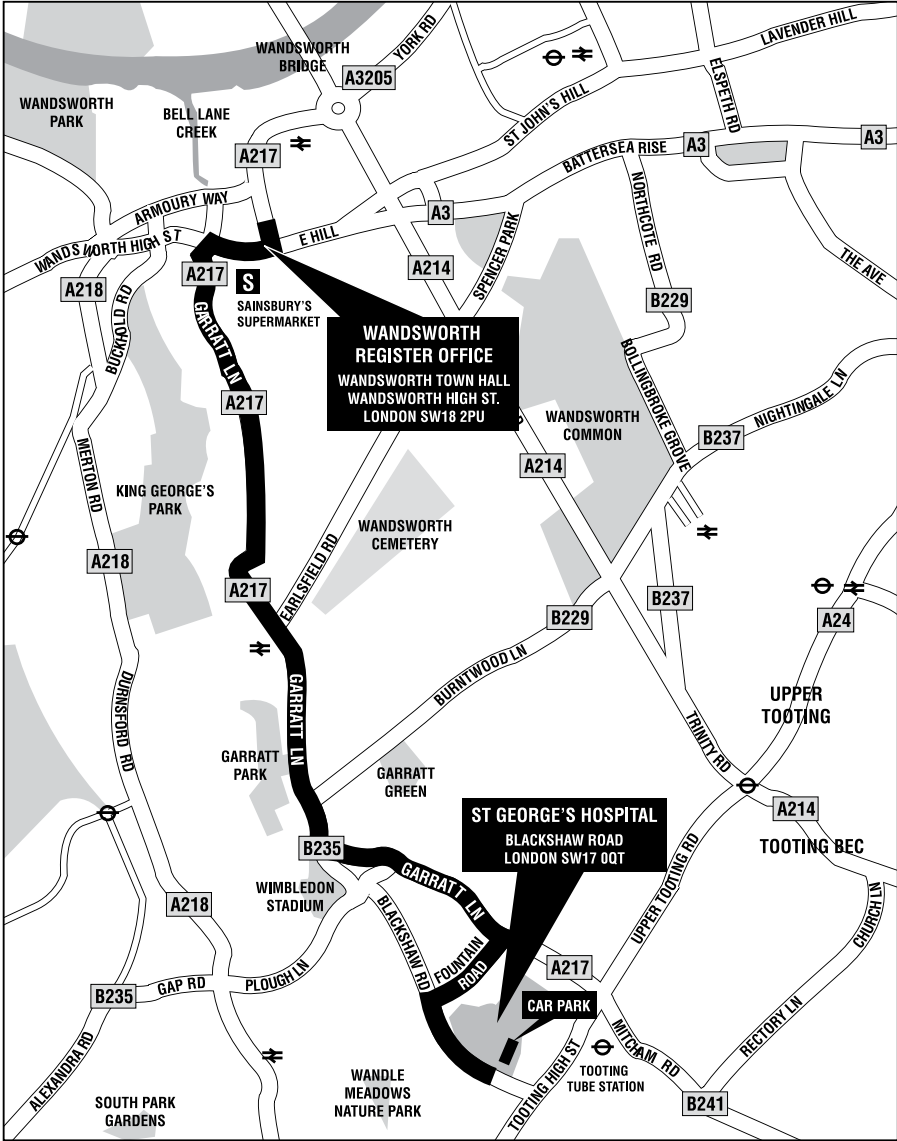 LAVENDER HILL
YORK RD
WANDSWORTH
BRIDGE
A3205
ELSPETH RD
WANDSWORTH
PARK
BELL LANE
CREEK
ST JOHN'S HILL
A217
BATTERSEA RISE
A3
A3
ARMOURY WAY
NORTHCOTE RD
A3
E HILL
WANDSWORTH HIGH ST
SPENCER PARK
A217
A214
THE AVE
A218
S
SAINSBURY'S
SUPERMARKET
BUCKHOLD RD
GARRATT LN
B229
WANDSWORTH
REGISTER OFFICE
WANDSWORTH TOWN HALL
WANDSWORTH HIGH ST.
LONDON SW18 2PU
BOLLINGBROKE GROVE
NIGHTINGALE LN
A217
WANDSWORTH
COMMON
B237
MERTON RD
A214
KING GEORGE'S
PARK
WANDSWORTH
CEMETERY
A218
EARLSFIELD RD
A217
B229
B237
A24
BURNTWOOD LN
DURNSFORD RD
GARRATT LN
UPPER
TOOTING
TRINITY RD
GARRATT
PARK
GARRATT
GREEN
ST GEORGE'S HOSPITAL
BLACKSHAW ROAD
LONDON SW17 0QT
A214
TOOTING BEC
B235
GARRATT LN
UPPER TOOTING RD
WIMBLEDON
STADIUM
A218
BLACKSHAW RD
CHURCH LN
FOUNTAIN
ROAD
A217
GAP RD
PLOUGH LN
B235
CAR PARK
MITCHAM RD
RECTORY LN
ALEXANDRA RD
TOOTING HIGH ST
TOOTING
TUBE STATION
WANDLE
MEADOWS
NATURE PARK
SOUTH PARK
GARDENS
B241